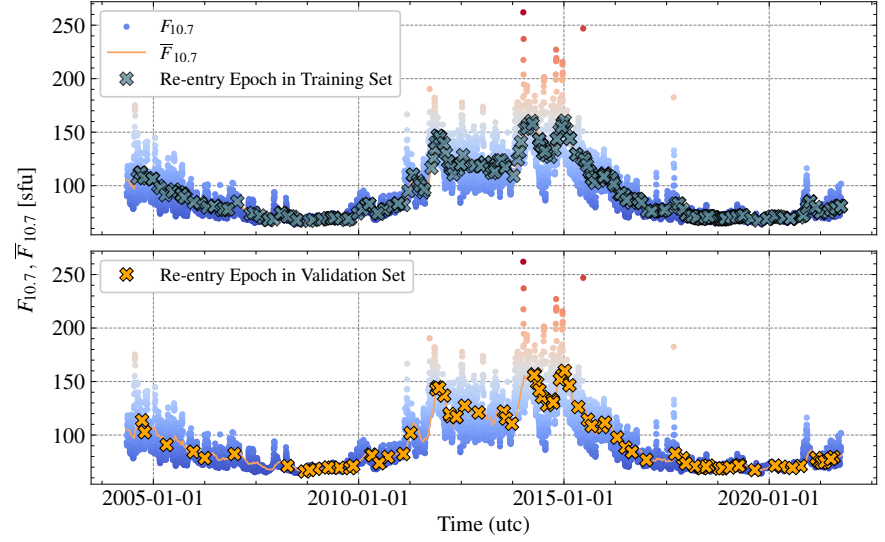 250
200
150
100
F10.7
F̅10.7
Re-entry Epoch in Training Set
F10.7, F̅10.7 [sfu]
250
200
150
100
Re-entry Epoch in Validation Set
2005-01-01 2010-01-01 2015-01-01 2020-01-01
Time (utc)